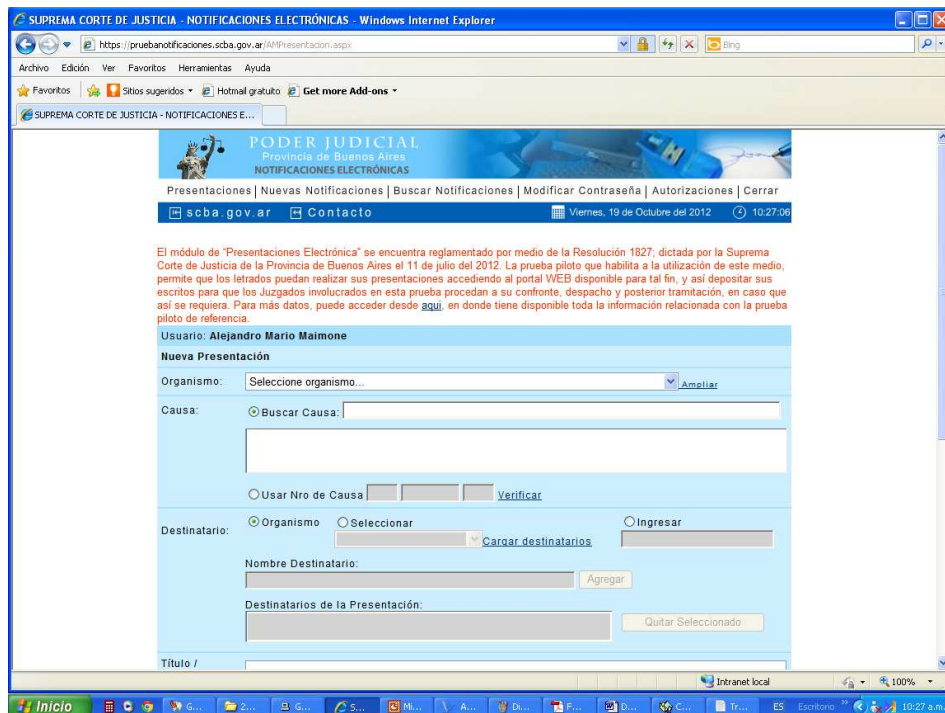 SUPREMA CORTE DE JUSTICIA - NOTIFICACIONES ELECTRÓNICAS - Windows Internet Explorer
https://pruebanotificaciones.scba.gov.ar/AMPresentacion.aspx
Bing
Archivo Edición Ver Favoritos Herramientas Ayuda
Favoritos Sitios sugeridos Hotmail gratuito Get more Add-ons
SUPREMA CORTE DE JUSTICIA - NOTIFICACIONES E...
PODER JUDICIAL
Provincia de Buenos Aires
NOTIFICACIONES ELECTRÓNICAS
Presentaciones | Nuevas Notificaciones | Buscar Notificaciones | Modificar Contraseña | Autorizaciones | Cerrar
scba.gov.ar Contacto Viernes, 19 de Octubre del 2012 10:27:06
El módulo de "Presentaciones Electrónica" se encuentra reglamentado por medio de la Resolución 1827; dictada por la Suprema
Corte de Justicia de la Provincia de Buenos Aires el 11 de julio del 2012. La prueba piloto que habilita a la utilización de este medio,
permite que los letrados puedan realizar sus presentaciones accediendo al portal WEB disponible para tal fin, y así depositar sus
escritos para que los Juzgados involucrados en esta prueba procedan a su confronte, despacho y posterior tramitación, en caso que
así se requiera. Para más datos, puede acceder desde aqui, en donde tiene disponible toda la información relacionada con la prueba
piloto de referencia.
Usuario: Alejandro Mario Maimone
Nueva Presentación
Organismo: Seleccione organismo... Ampliar
Causa: Buscar Causa:
Usar Nro de Causa Verificar
Destinatario: Organismo Seleccionar Ingresar
Cargar destinatarios
Nombre Destinatario:
Agregar
Destinatarios de la Presentación:
Quitar Seleccionado
Título /
Intranet local 100%
Inicio G... 2... G... S... Mi... A... Di... F... D... C... Tr... ES Escritorio 10:27 a.m.